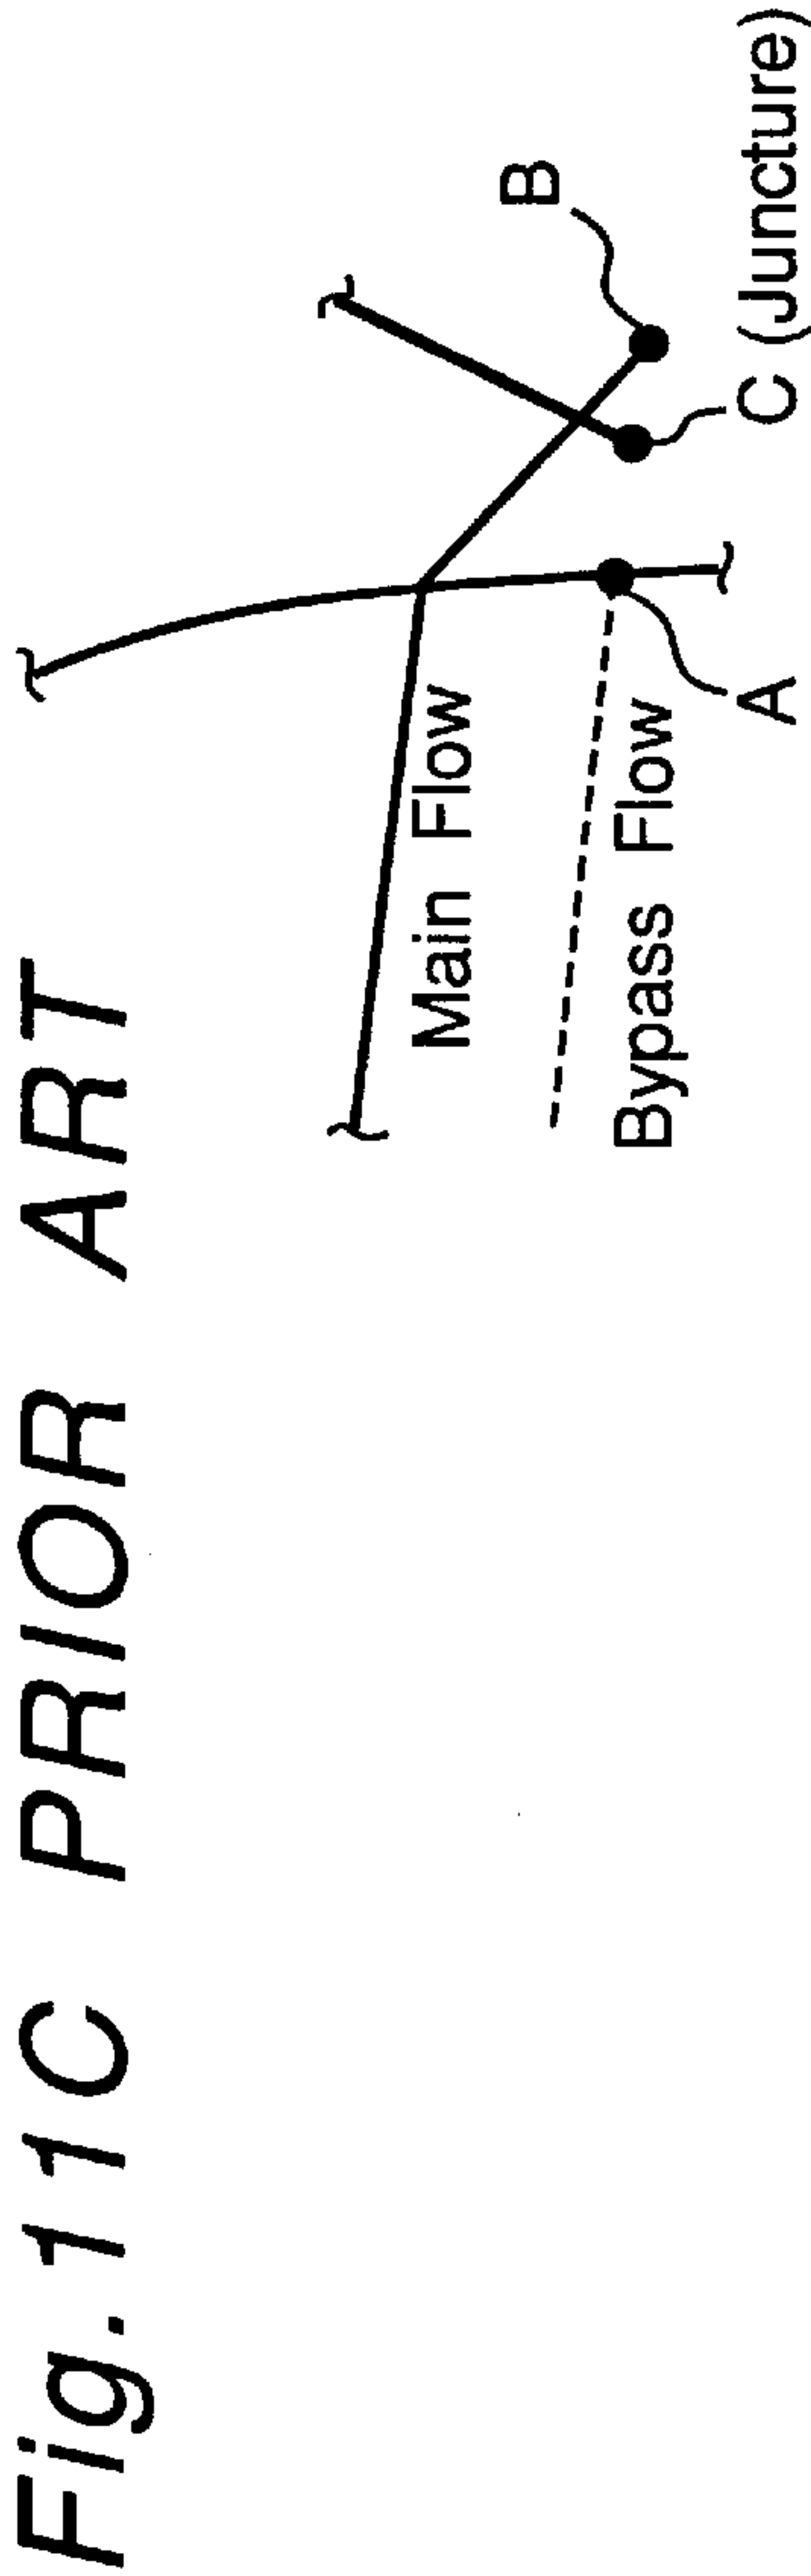 Fig.11C PRIOR ART
Main Flow
Bypass Flow
B
A
C (Juncture)